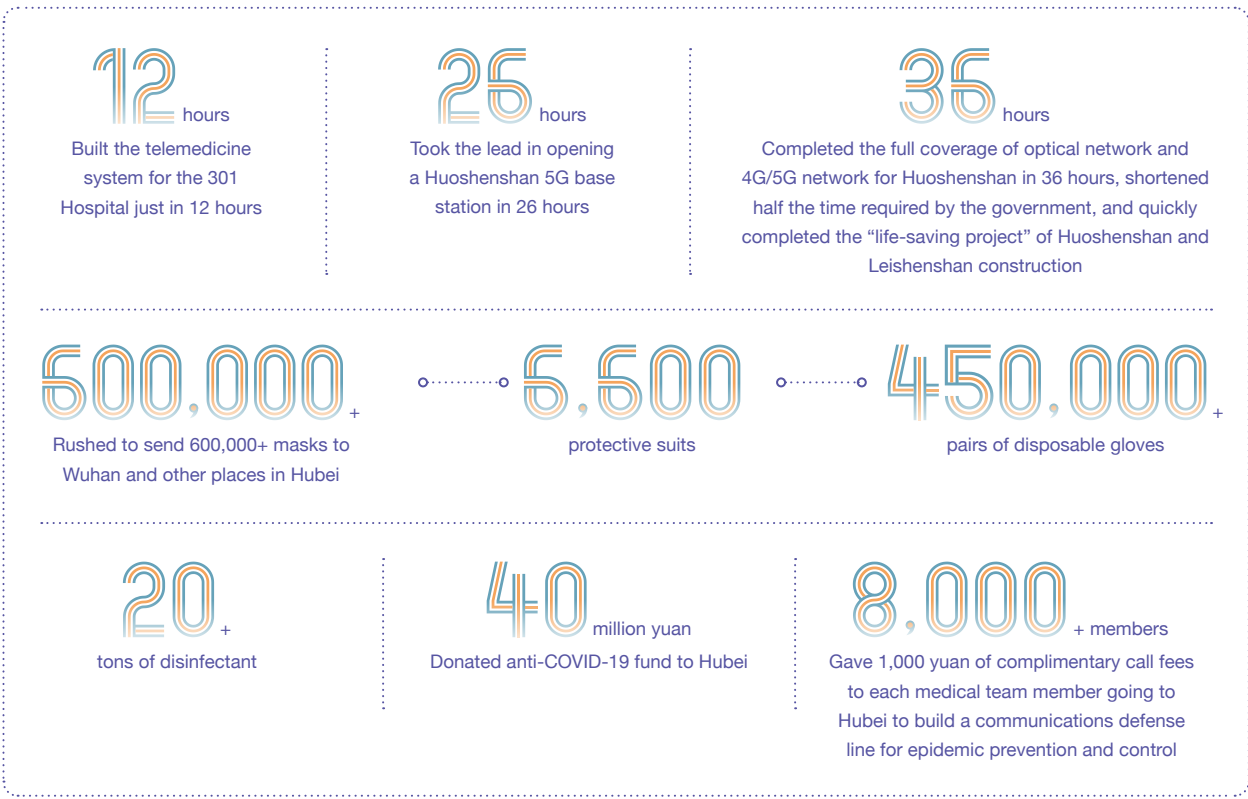 12 hours
Built the telemedicine
system for the 301
Hospital just in 12 hours
26 hours
Took the lead in opening
a Huoshenshan 5G base
station in 26 hours
36 hours
Completed the full coverage of optical network and
4G/5G network for Huoshenshan in 36 hours, shortened
half the time required by the government, and quickly
completed the “life-saving project” of Huoshenshan and
Leishenshan construction
600,000+
Rushed to send 600,000+ masks to
Wuhan and other places in Hubei
6,600
protective suits
450,000+
pairs of disposable gloves
20+
tons of disinfectant
40 million yuan
Donated anti-COVID-19 fund to Hubei
8,000+ members
Gave 1,000 yuan of complimentary call fees
to each medical team member going to
Hubei to build a communications defense
line for epidemic prevention and control